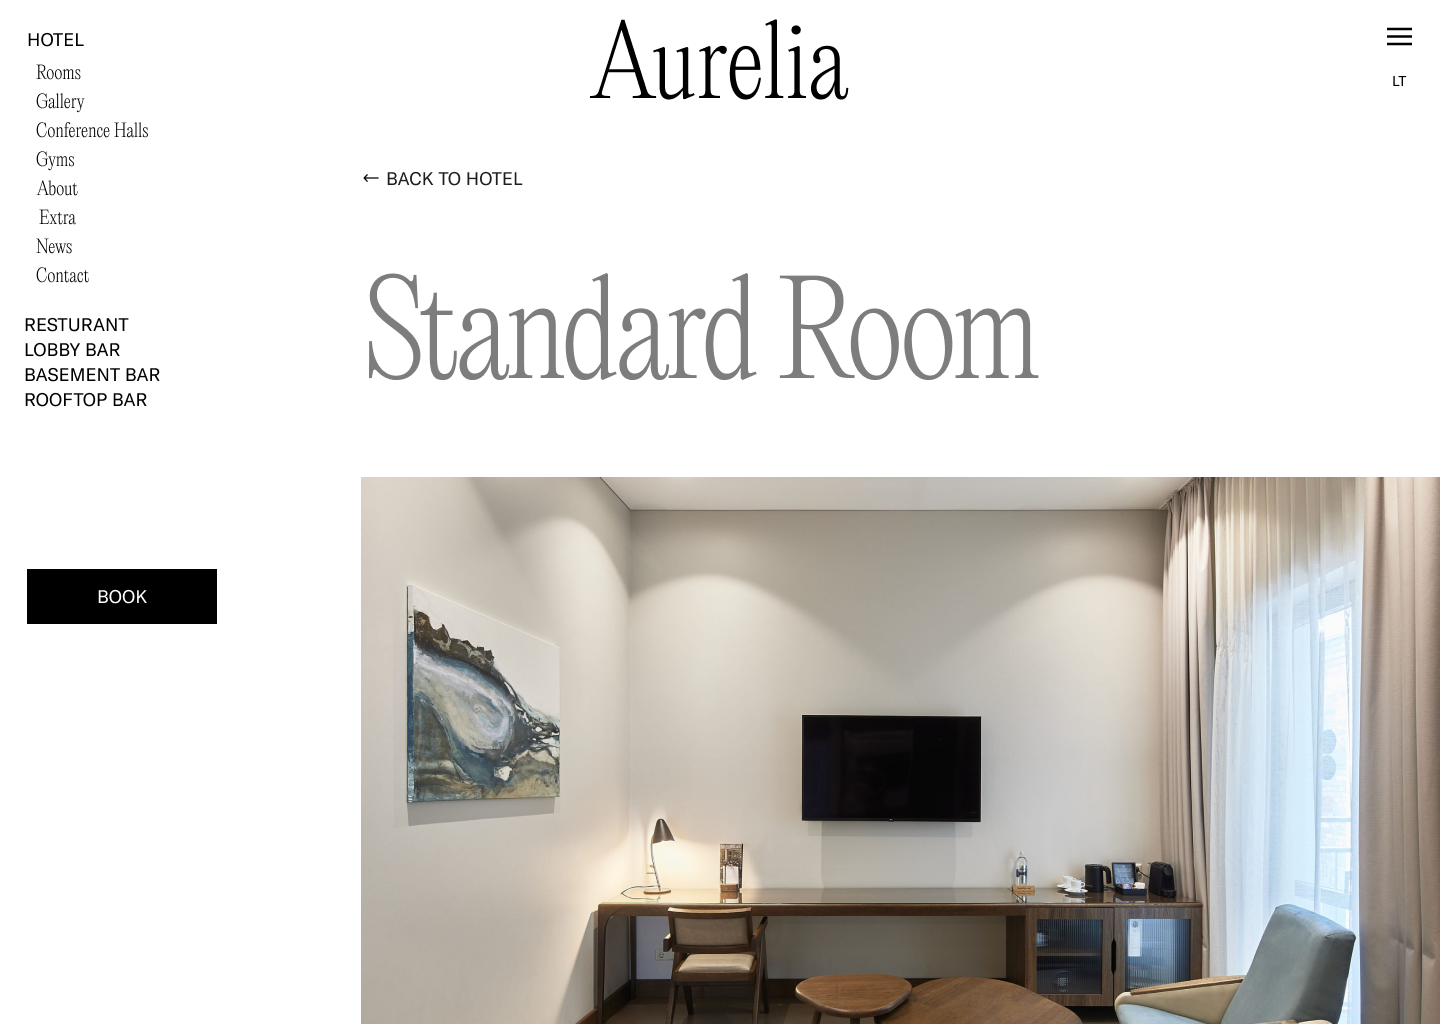 HOTEL
Rooms
Gallery
Conference Halls
Gyms
About
Extra
News
Contact
RESTURANT
LOBBY BAR
BASEMENT BAR
ROOFTOP BAR
BOOK
Aurelia
LT
← BACK TO HOTEL
Standard Room